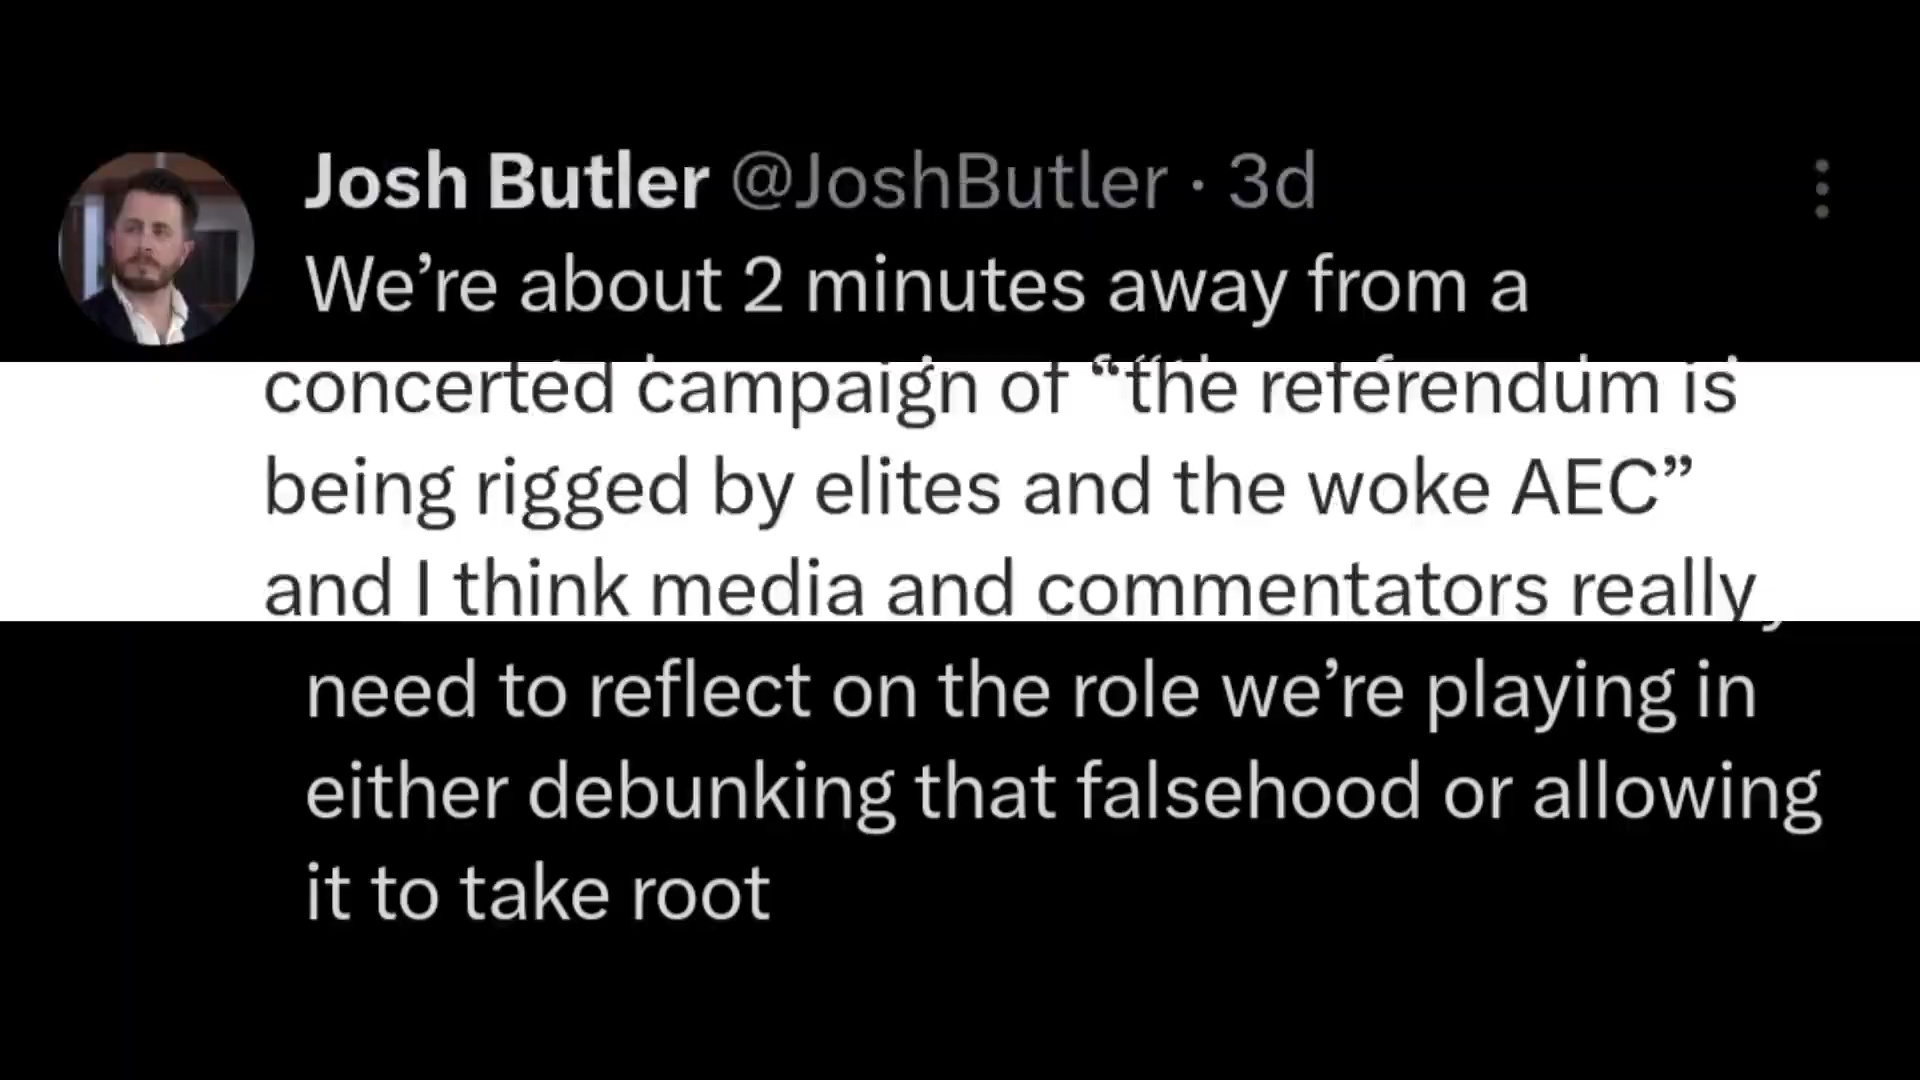 Josh Butler @JoshButler · 3d
We’re about 2 minutes away from a
concerted campaign of “the referendum is
being rigged by elites and the woke AEC”
and I think media and commentators really
need to reflect on the role we’re playing in
either debunking that falsehood or allowing
it to take root